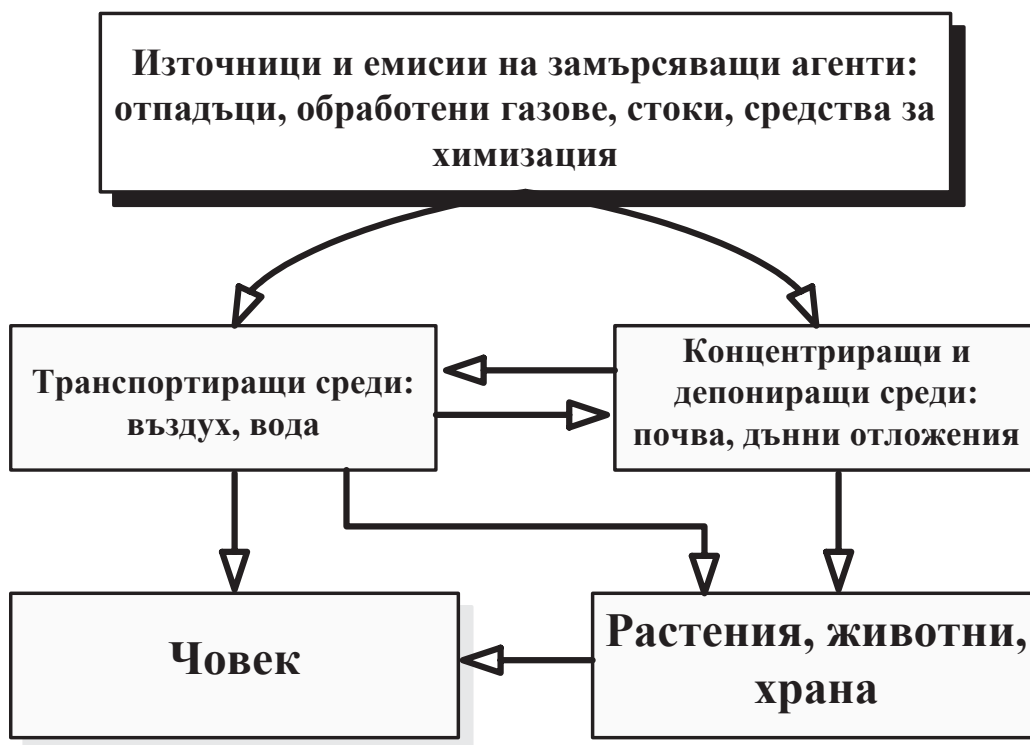 Източници и емисии на замърсяващи агенти:
отпадъци, обработени газове, стоки, средства за
химизация
Транспортиращи среди:
въздух, вода
Концентриращи и
депониращи среди:
почва, дънни отложения
Човек
Растения, животни,
храна